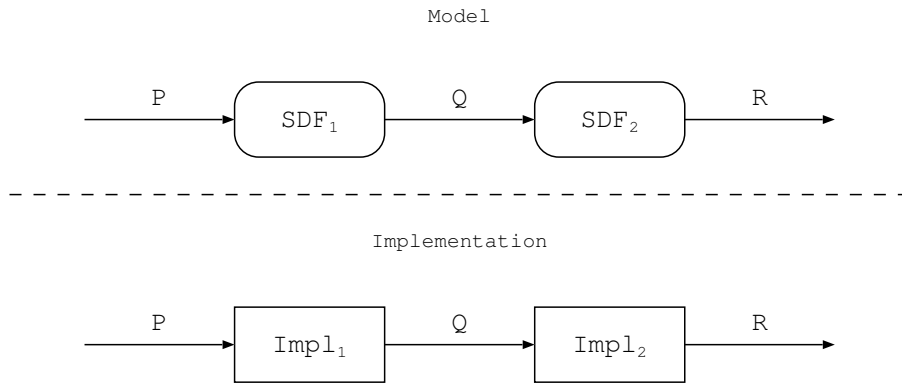 Model
P Q R
SDF₁ SDF₂
Implementation
P Q R
Impl₁ Impl₂